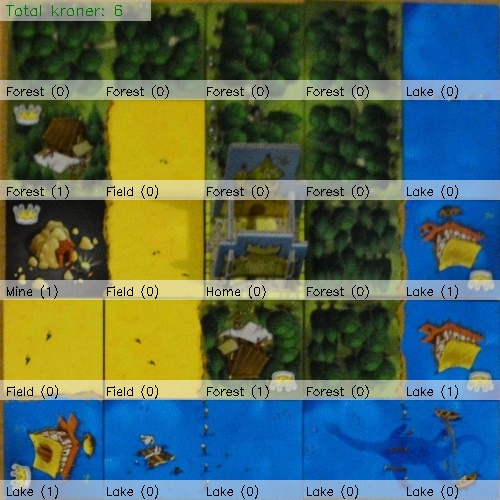 Total kroner: 6
Forest (0) Forest (0) Forest (0) Forest (0) Lake (0)
Forest (1) Field (0) Forest (0) Forest (0) Lake (0)
Mine (1) Field (0) Home (0) Forest (0) Lake (1)
Field (0) Field (0) Forest (1) Forest (0) Lake (1)
Lake (1) Lake (0) Lake (0) Lake (0) Lake (0)